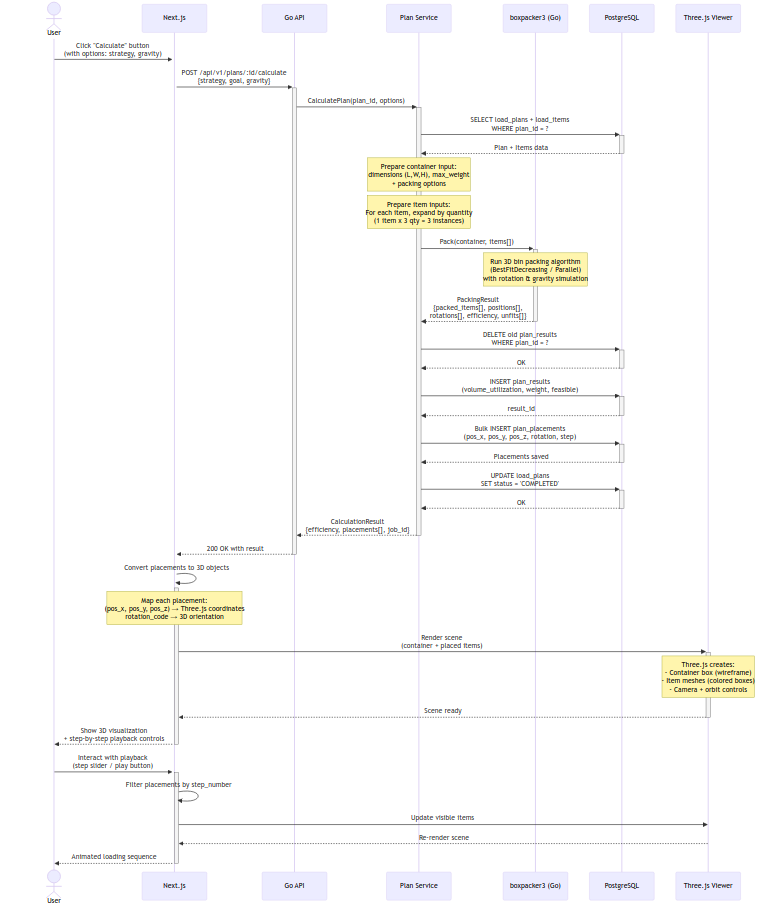 User
Next.js
Go API
Plan Service
boxpacker3 (Go)
PostgreSQL
Three.js Viewer
Click "Calculate" button
(with options: strategy, gravity)
POST /api/v1/plans/:id/calculate
{strategy, goal, gravity}
CalculatePlan(plan_id, options)
SELECT load_plans + load_items
WHERE plan_id = ?
Plan + Items data
Prepare container input:
dimensions (L,W,H), max_weight
+ packing options
Prepare item inputs:
For each item, expand by quantity
(1 item x 3 qty = 3 instances)
Pack(container, items[])
Run 3D bin packing algorithm
(BestFitDecreasing / Parallel)
with rotation & gravity simulation
PackingResult
{packed_items[], positions[],
rotations[], efficiency, unfits[]}
DELETE old plan_results
WHERE plan_id = ?
OK
INSERT plan_results
(volume_utilization, weight, feasible)
result_id
Bulk INSERT plan_placements
(pos_x, pos_y, pos_z, rotation, step)
Placements saved
UPDATE load_plans
SET status = 'COMPLETED'
OK
CalculationResult
{efficiency, placements[], job_id}
200 OK with result
Convert placements to 3D objects
Map each placement:
(pos_x, pos_y, pos_z) → Three.js coordinates
rotation_code → 3D orientation
Render scene
(container + placed items)
Three.js creates:
- Container box (wireframe)
- Item meshes (colored boxes)
- Camera + orbit controls
Scene ready
Show 3D visualization
+ step-by-step playback controls
Interact with playback
(step slider / play button)
Filter placements by step_number
Update visible items
Re-render scene
Animated loading sequence
User
Next.js
Go API
Plan Service
boxpacker3 (Go)
PostgreSQL
Three.js Viewer